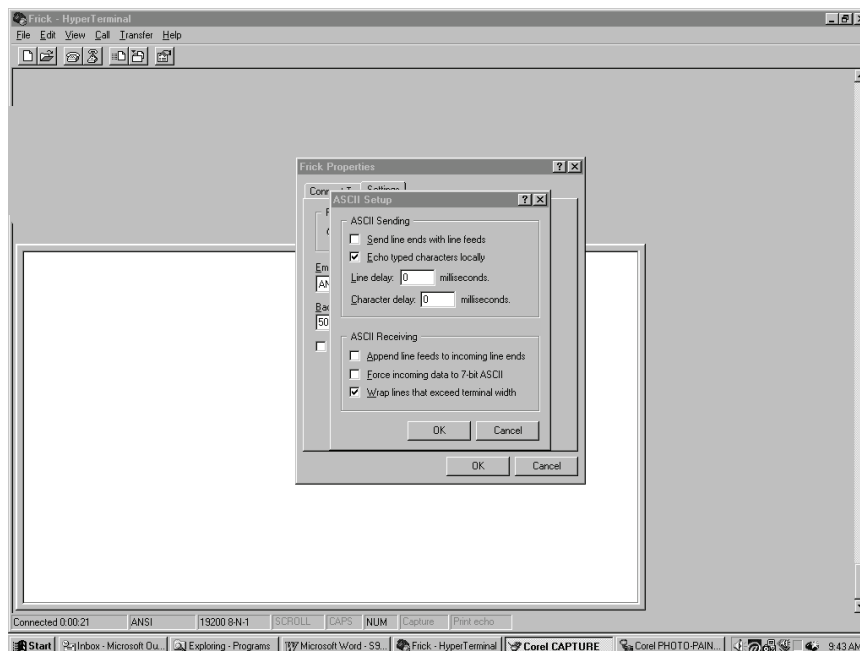 Frick - HyperTerminal
File Edit View Call Transfer Help
Frick Properties
Settings
ASCII Setup
ASCII Sending
Send line ends with line feeds
Echo typed characters locally
Line delay: 0 milliseconds.
Character delay: 0 milliseconds.
ASCII Receiving
Append line feeds to incoming line ends
Force incoming data to 7-bit ASCII
Wrap lines that exceed terminal width
OK Cancel
OK Cancel
Connected 0:00:21 ANSI 19200 8-N-1 SCROLL CAPS NUM Capture Print echo
Start Inbox - Microsoft Ou... Exploring - Programs Microsoft Word - S9... Frick - HyperTerminal Corel CAPTURE Corel PHOTO-PAIN... 9:43 AM